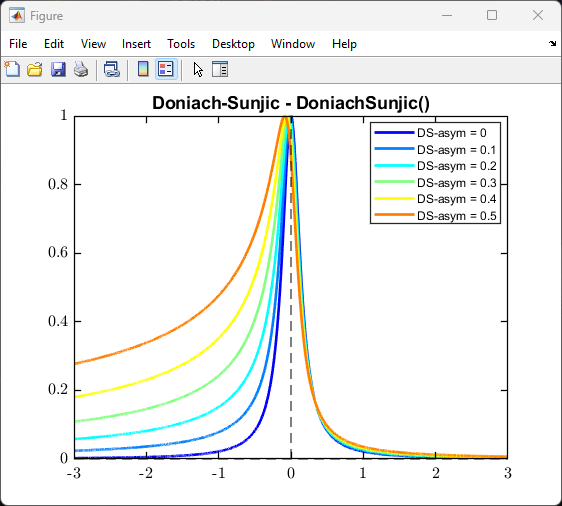 Figure
File Edit View Insert Tools Desktop Window Help
Doniach-Sunjic - DoniachSunjic()
DS-asym = 0
DS-asym = 0.1
DS-asym = 0.2
DS-asym = 0.3
DS-asym = 0.4
DS-asym = 0.5
1
0.8
0.6
0.4
0.2
0
-3 -2 -1 0 1 2 3